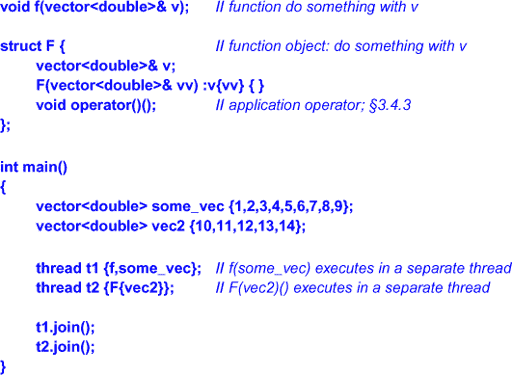 void f(vector<double>& v); // function do something with v
struct F { // function object: do something with v
vector<double>& v;
F(vector<double>& vv) :v{vv} { }
void operator()(); // application operator; §3.4.3
};
int main()
{
vector<double> some_vec {1,2,3,4,5,6,7,8,9};
vector<double> vec2 {10,11,12,13,14};
thread t1 {f,some_vec}; // f(some_vec) executes in a separate thread
thread t2 {F{vec2}}; // F(vec2)() executes in a separate thread
t1.join();
t2.join();
}